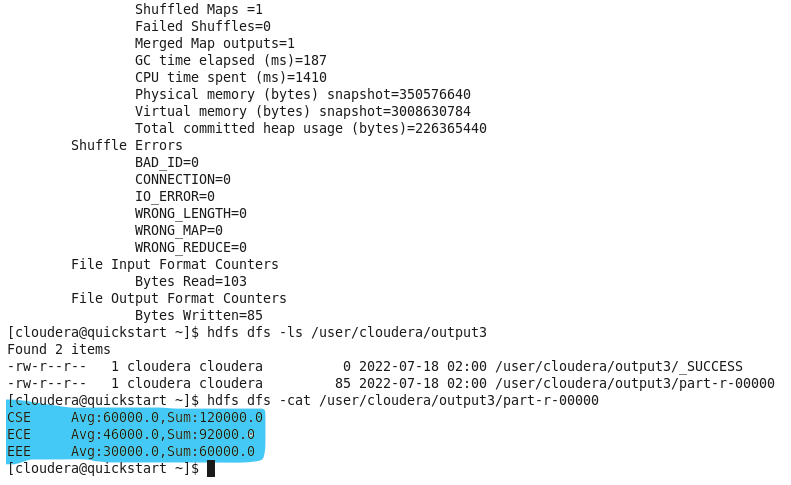 Shuffled Maps =1
Failed Shuffles=0
Merged Map outputs=1
GC time elapsed (ms)=187
CPU time spent (ms)=1410
Physical memory (bytes) snapshot=350576640
Virtual memory (bytes) snapshot=3008630784
Total committed heap usage (bytes)=226365440
Shuffle Errors
BAD_ID=0
CONNECTION=0
IO_ERROR=0
WRONG_LENGTH=0
WRONG_MAP=0
WRONG_REDUCE=0
File Input Format Counters
Bytes Read=103
File Output Format Counters
Bytes Written=85
[cloudera@quickstart ~]$ hdfs dfs -ls /user/cloudera/output3
Found 2 items
-rw-r--r--   1 cloudera cloudera          0 2022-07-18 02:00 /user/cloudera/output3/_SUCCESS
-rw-r--r--   1 cloudera cloudera         85 2022-07-18 02:00 /user/cloudera/output3/part-r-00000
[cloudera@quickstart ~]$ hdfs dfs -cat /user/cloudera/output3/part-r-00000
CSE     Avg:60000.0,Sum:120000.0
ECE     Avg:46000.0,Sum:92000.0
EEE     Avg:30000.0,Sum:60000.0
[cloudera@quickstart ~]$